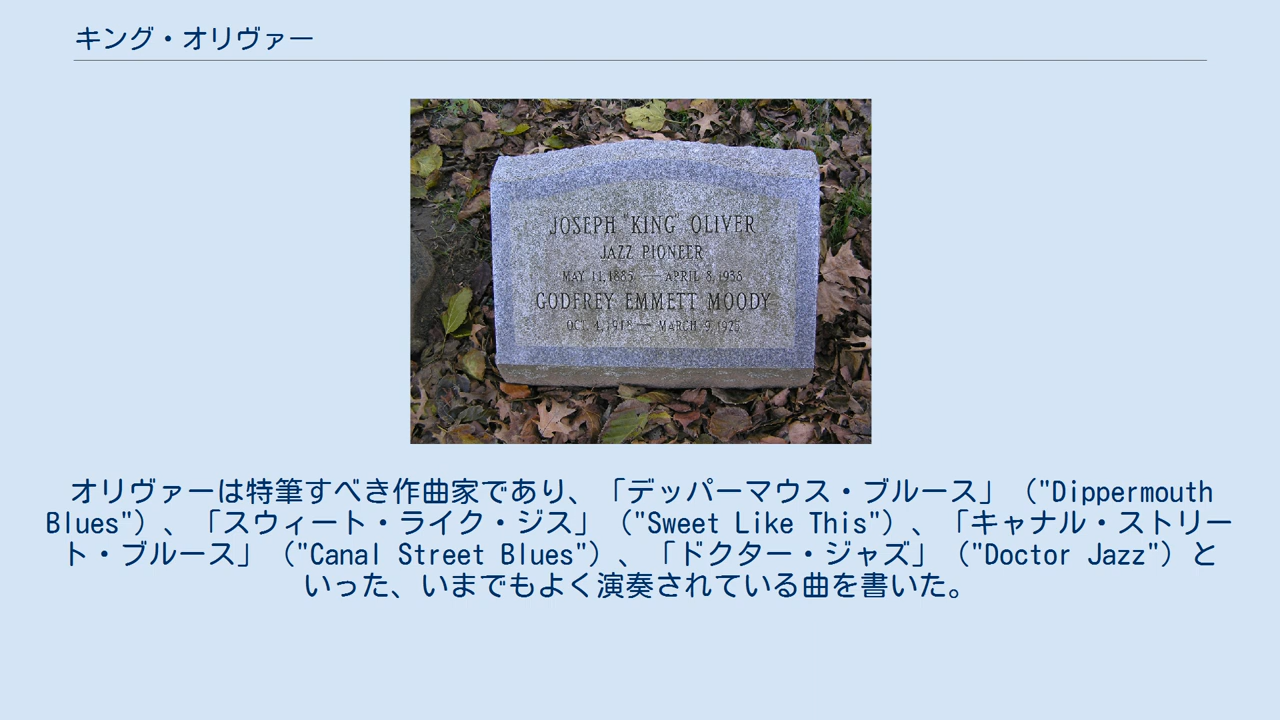 キング・オリヴァー
JOSEPH "KING" OLIVER
JAZZ PIONEER
MAY 11, 1885 — APRIL 8, 1938
GODFREY EMMETT MOODY
OCT. 4, 1918 — MARCH 9, 1925
オリヴァーは特筆すべき作曲家であり、「デッパーマウス・ブルース」("Dippermouth
Blues")、「スウィート・ライク・ジス」("Sweet Like This")、「キャナル・ストリー
ト・ブルース」("Canal Street Blues")、「ドクター・ジャズ」("Doctor Jazz")と
いった、いまでもよく演奏されている曲を書いた。